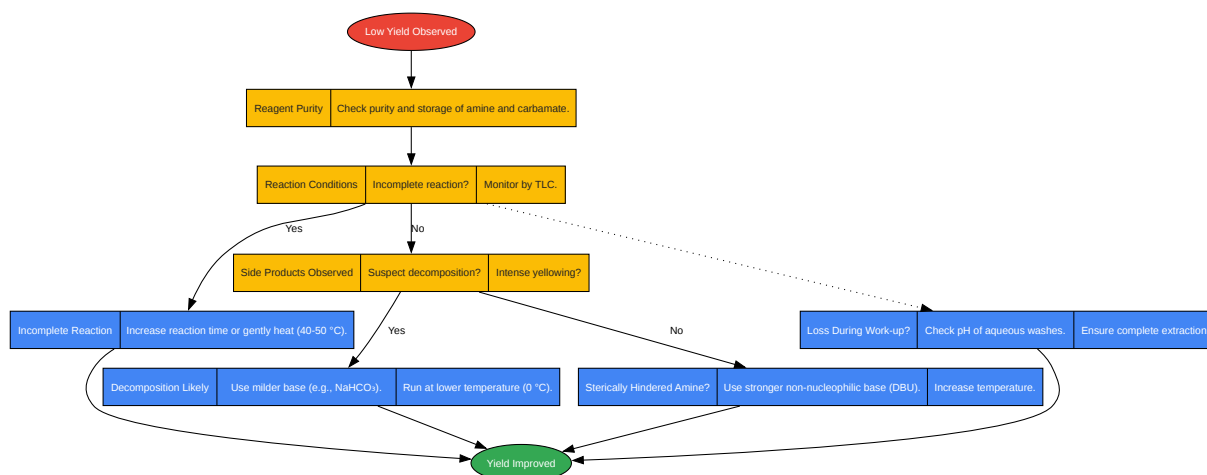 Low Yield Observed
Reagent Purity Check purity and storage of amine and carbamate.
Reaction Conditions Incomplete reaction? Monitor by TLC.
Yes No
Side Products Observed Suspect decomposition? Intense yellowing?
Incomplete Reaction Increase reaction time or gently heat (40-50 °C).
Yes No
Loss During Work-up? Check pH of aqueous washes. Ensure complete extraction
Decomposition Likely Use milder base (e.g., NaHCO₃). Run at lower temperature (0 °C).
Sterically Hindered Amine? Use stronger non-nucleophilic base (DBU). Increase temperature.
Yield Improved